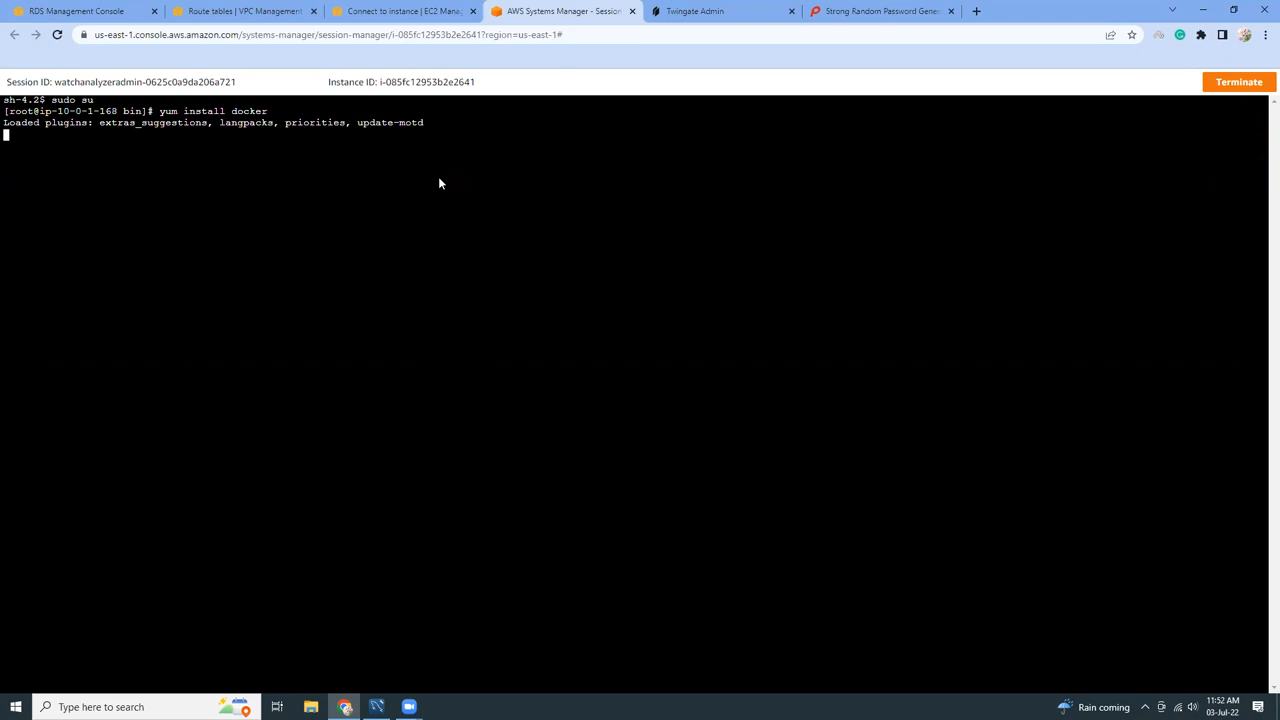 RDS Management Console
Route tables | VPC Management
Connect to instance | EC2 Mana
AWS Systems Manager - Session
Twingate Admin
Strong Random Password Gene
us-east-1.console.aws.amazon.com/systems-manager/session-manager/i-085fc12953b2e2641?region=us-east-1#
Session ID: watchanalyzeradmin-0625c0a9da206a721
Instance ID: i-085fc12953b2e2641
Terminate
sh-4.2$ sudo su
[root@ip-10-0-1-168 bin]# yum install docker
Loaded plugins: extras_suggestions, langpacks, priorities, update-motd
Type here to search
Rain coming
11:52 AM
03-Jul-22